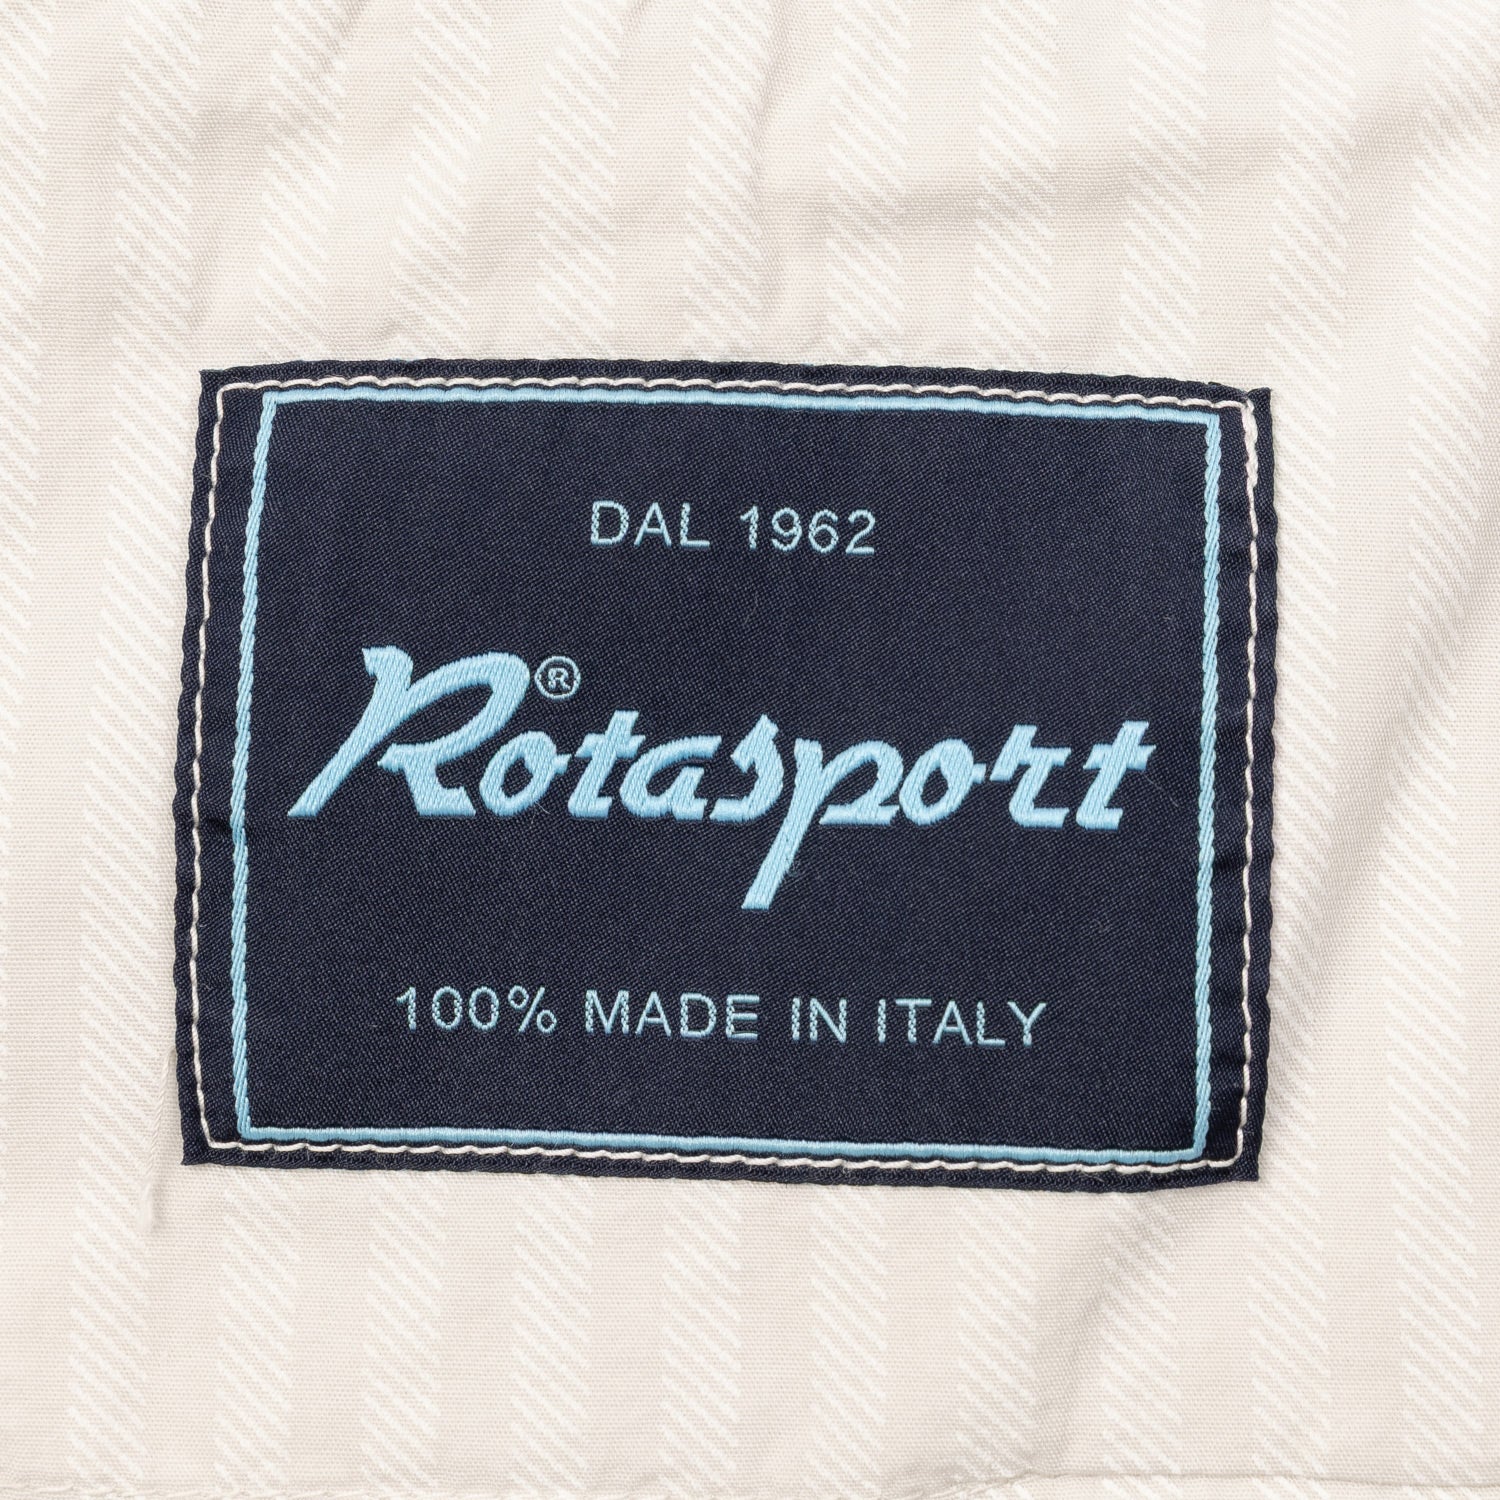 DAL 1962
Rotasport®
100% MADE IN ITALY